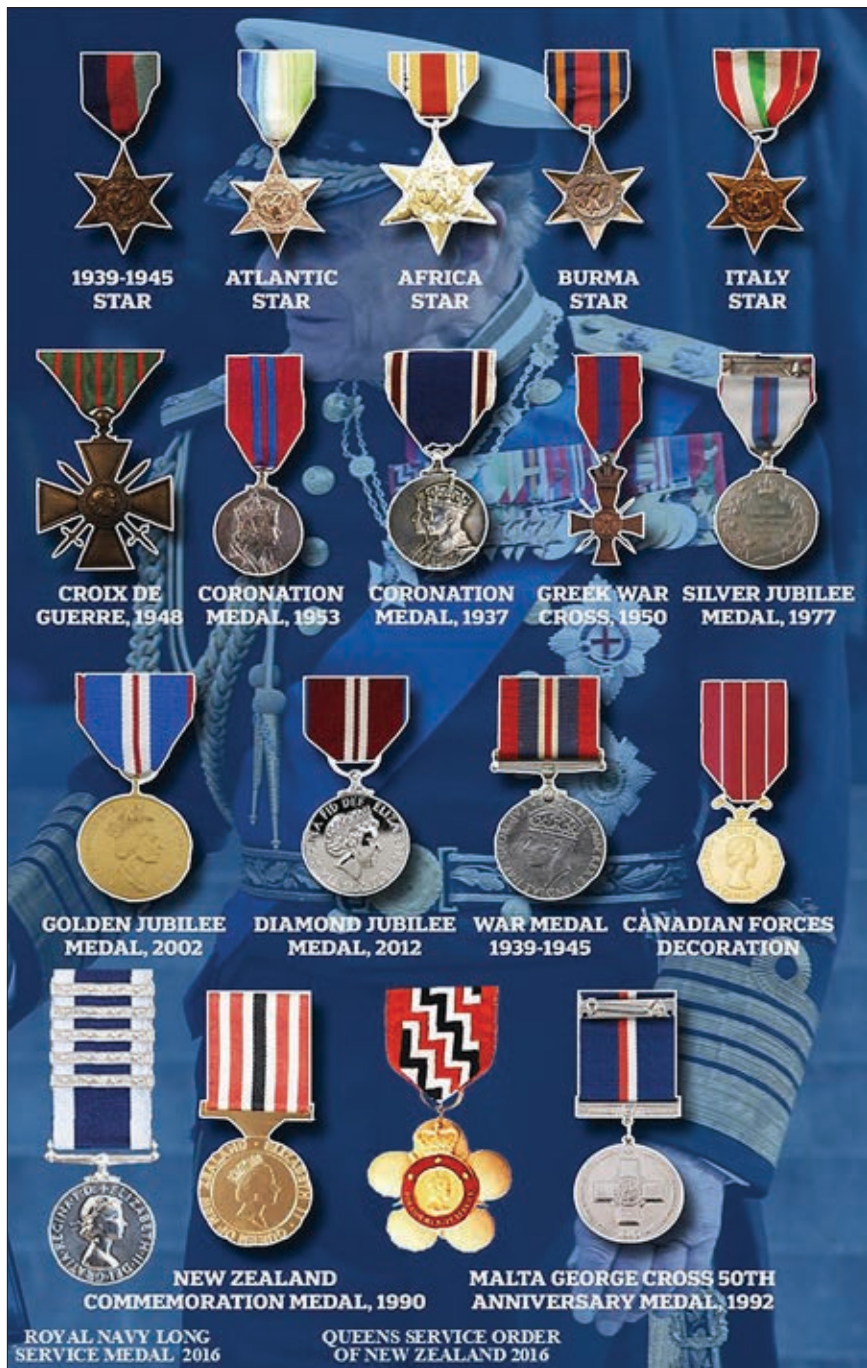 1939-1945
STAR
ATLANTIC
STAR
AFRICA
STAR
BURMA
STAR
ITALY
STAR
CROIX DE
GUERRE, 1948
CORONATION
MEDAL, 1953
CORONATION
MEDAL, 1937
GREEK WAR
CROSS, 1950
SILVER JUBILEE
MEDAL, 1977
GOLDEN JUBILEE
MEDAL, 2002
DIAMOND JUBILEE
MEDAL, 2012
WAR MEDAL
1939-1945
CANADIAN FORCES
DECORATION
NEW ZEALAND
COMMEMORATION MEDAL, 1990
MALTA GEORGE CROSS 50TH
ANNIVERSARY MEDAL, 1992
ROYAL NAVY LONG
SERVICE MEDAL 2016
QUEENS SERVICE ORDER
OF NEW ZEALAND 2016